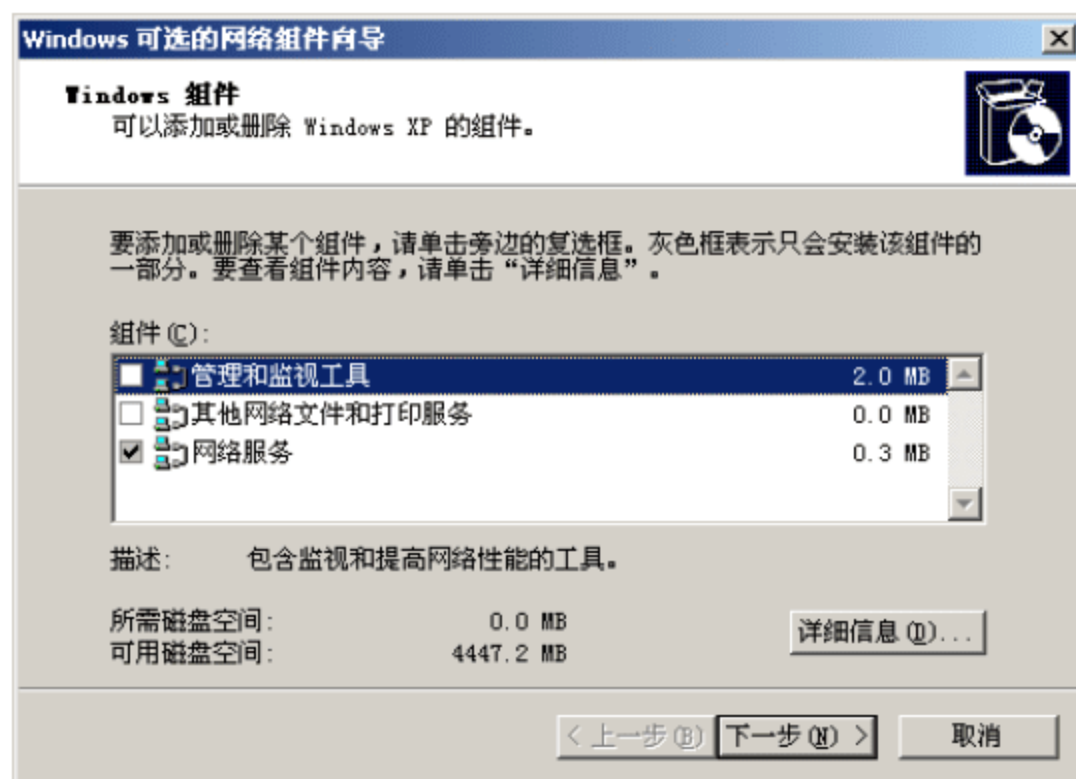 Windows 可选的网络组件向导
Windows 组件
可以添加或删除 Windows XP 的组件。
要添加或删除某个组件，请单击旁边的复选框。灰色框表示只会安装该组件的
一部分。要查看组件内容，请单击“详细信息”。
组件(C):
管理和监视工具 2.0 MB
其他网络文件和打印服务 0.0 MB
网络服务 0.3 MB
描述: 包含监视和提高网络性能的工具。
所需磁盘空间: 0.0 MB
可用磁盘空间: 4447.2 MB
详细信息(D)...
< 上一步(B) 下一步(N) > 取消